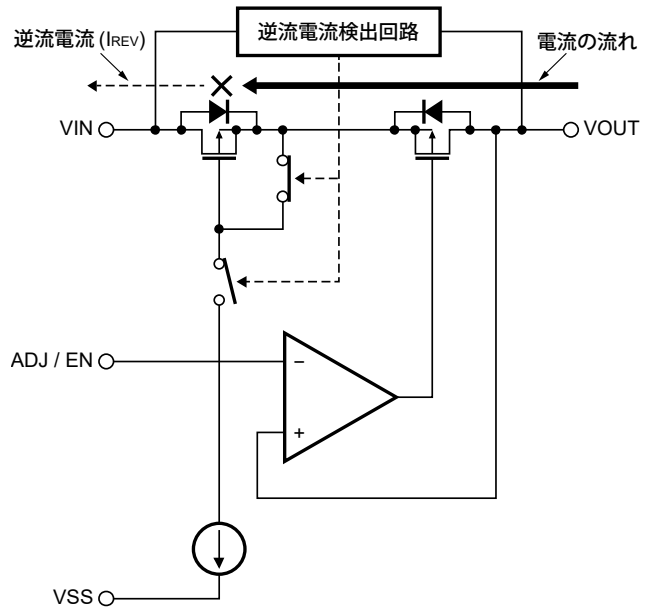 逆流電流検出回路
逆流電流 (IREV)
電流の流れ
VIN
VOUT
ADJ / EN
−
+
VSS